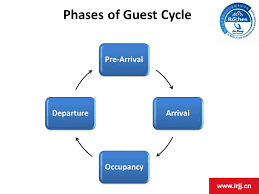 Phases of Guest Cycle
Pre-Arrival
Arrival
Occupancy
Departure
www.lrjj.cn